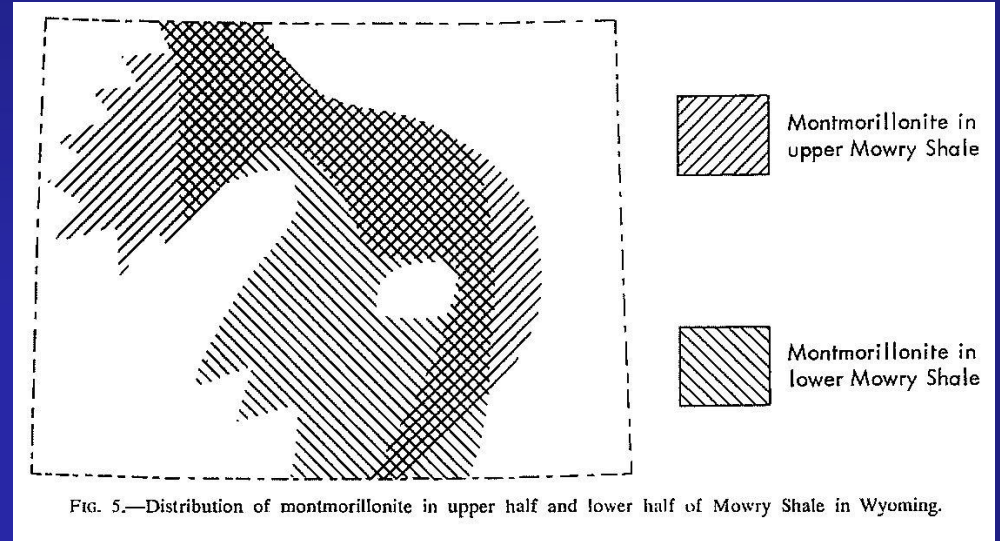 Montmorillonite in
upper Mowry Shale
Montmorillonite in
lower Mowry Shale
FIG. 5.—Distribution of montmorillonite in upper half and lower half of Mowry Shale in Wyoming.